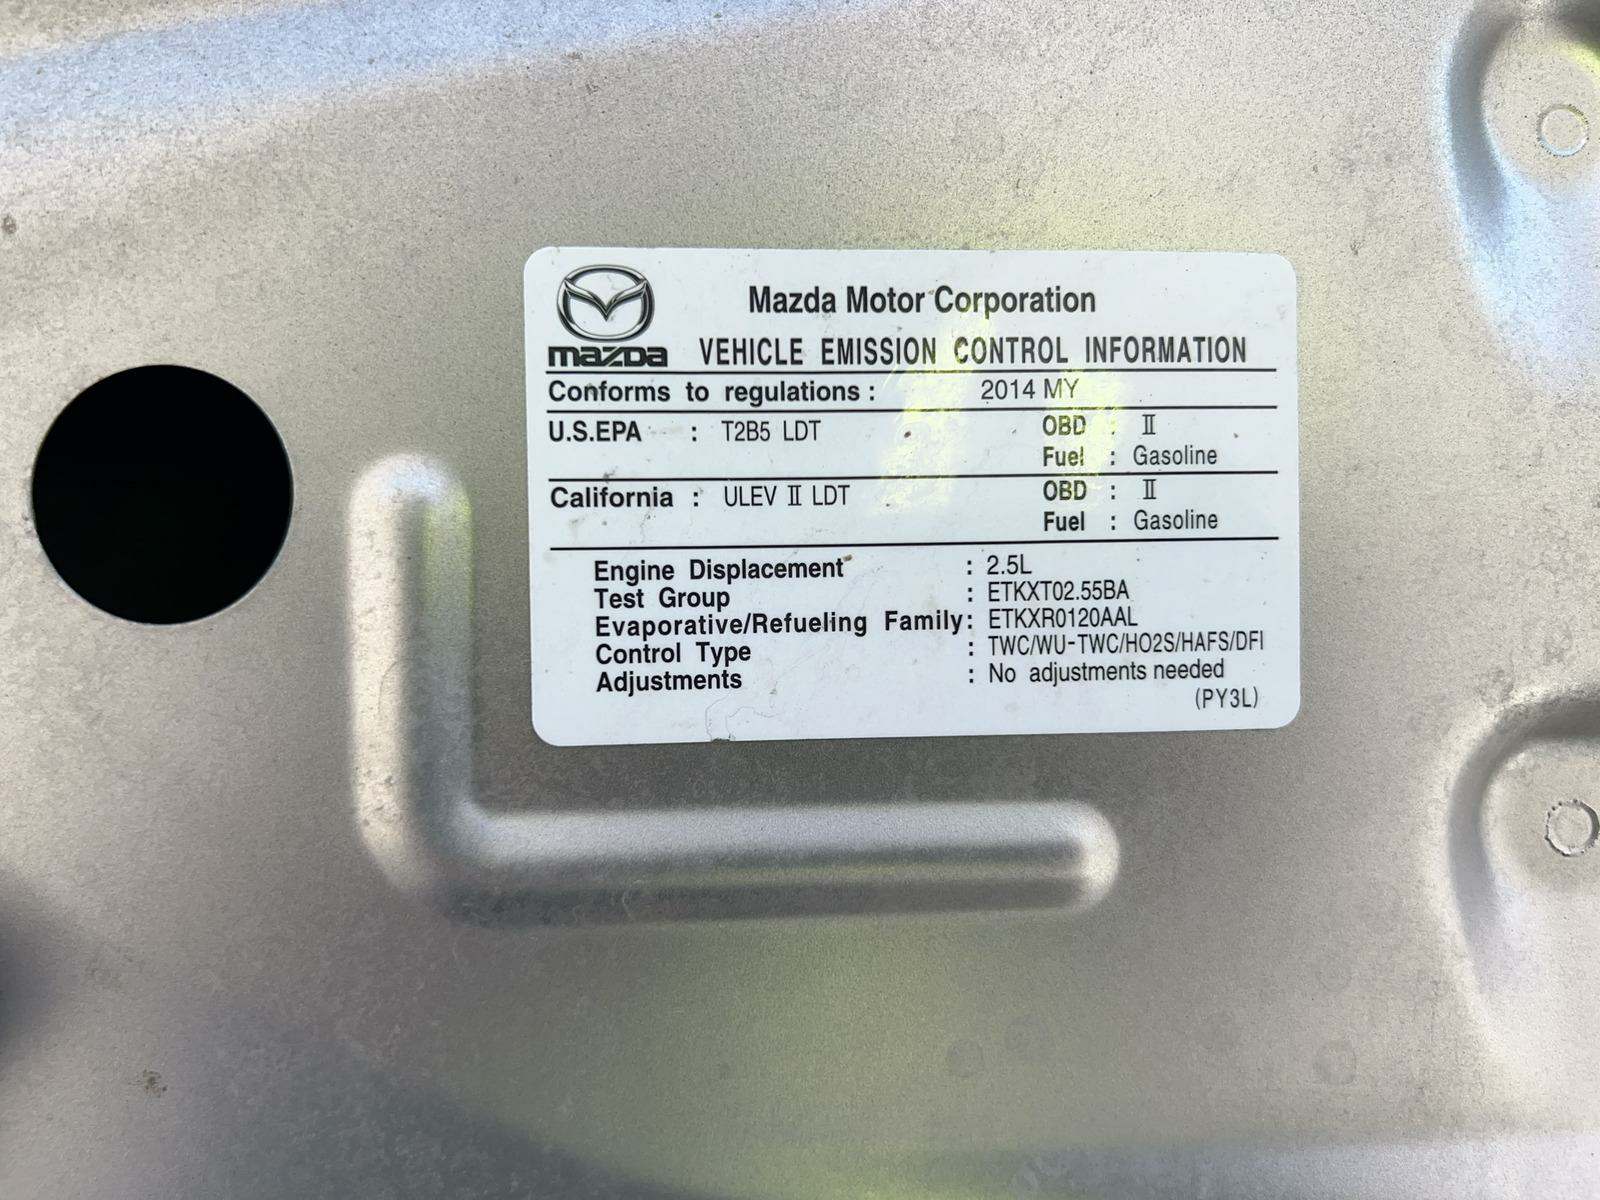 Mazda Motor Corporation
mazda VEHICLE EMISSION CONTROL INFORMATION
Conforms to regulations : 2014 MY
U.S.EPA : T2B5 LDT OBD : II
Fuel : Gasoline
California : ULEV II LDT OBD : II
Fuel : Gasoline
Engine Displacement : 2.5L
Test Group : ETKXT02.55BA
Evaporative/Refueling Family : ETKXR0120AAL
Control Type : TWC/WU-TWC/HO2S/HAFS/DFI
Adjustments : No adjustments needed
(PY3L)